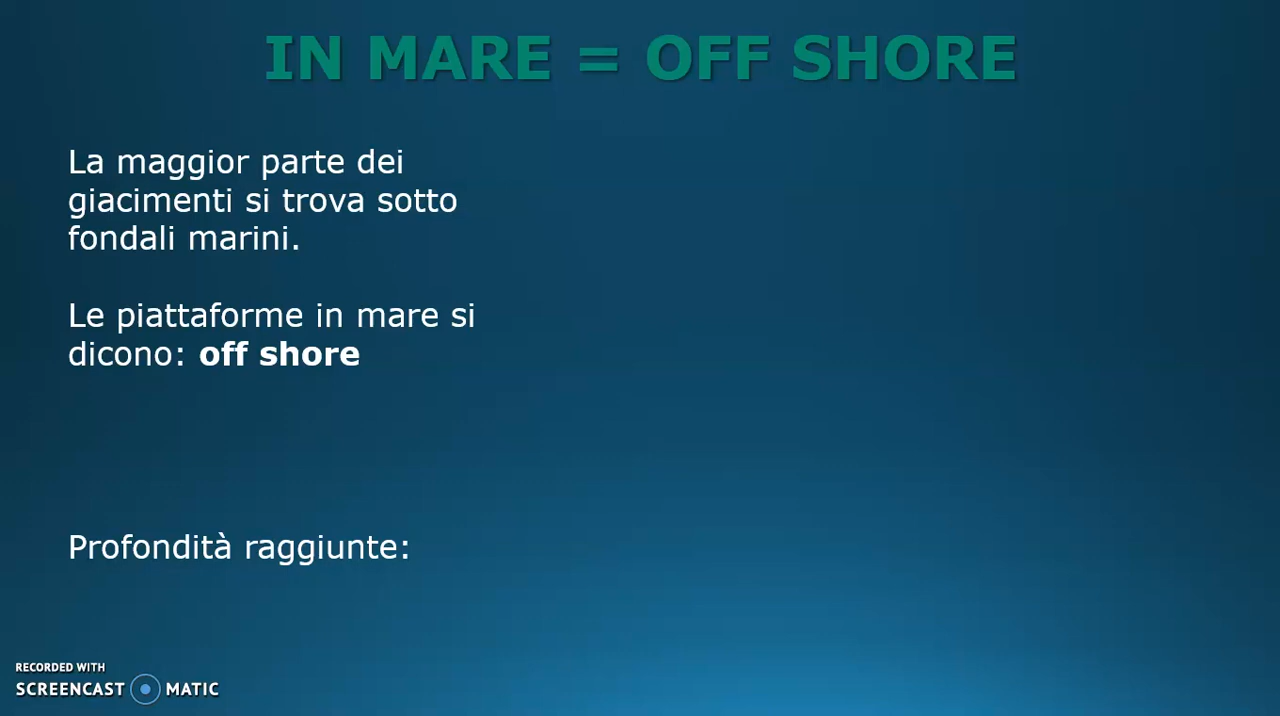 IN MARE = OFF SHORE
La maggior parte dei
giacimenti si trova sotto
fondali marini.
Le piattaforme in mare si
dicono: off shore
Profondità raggiunte:
RECORDED WITH
SCREENCAST MATIC